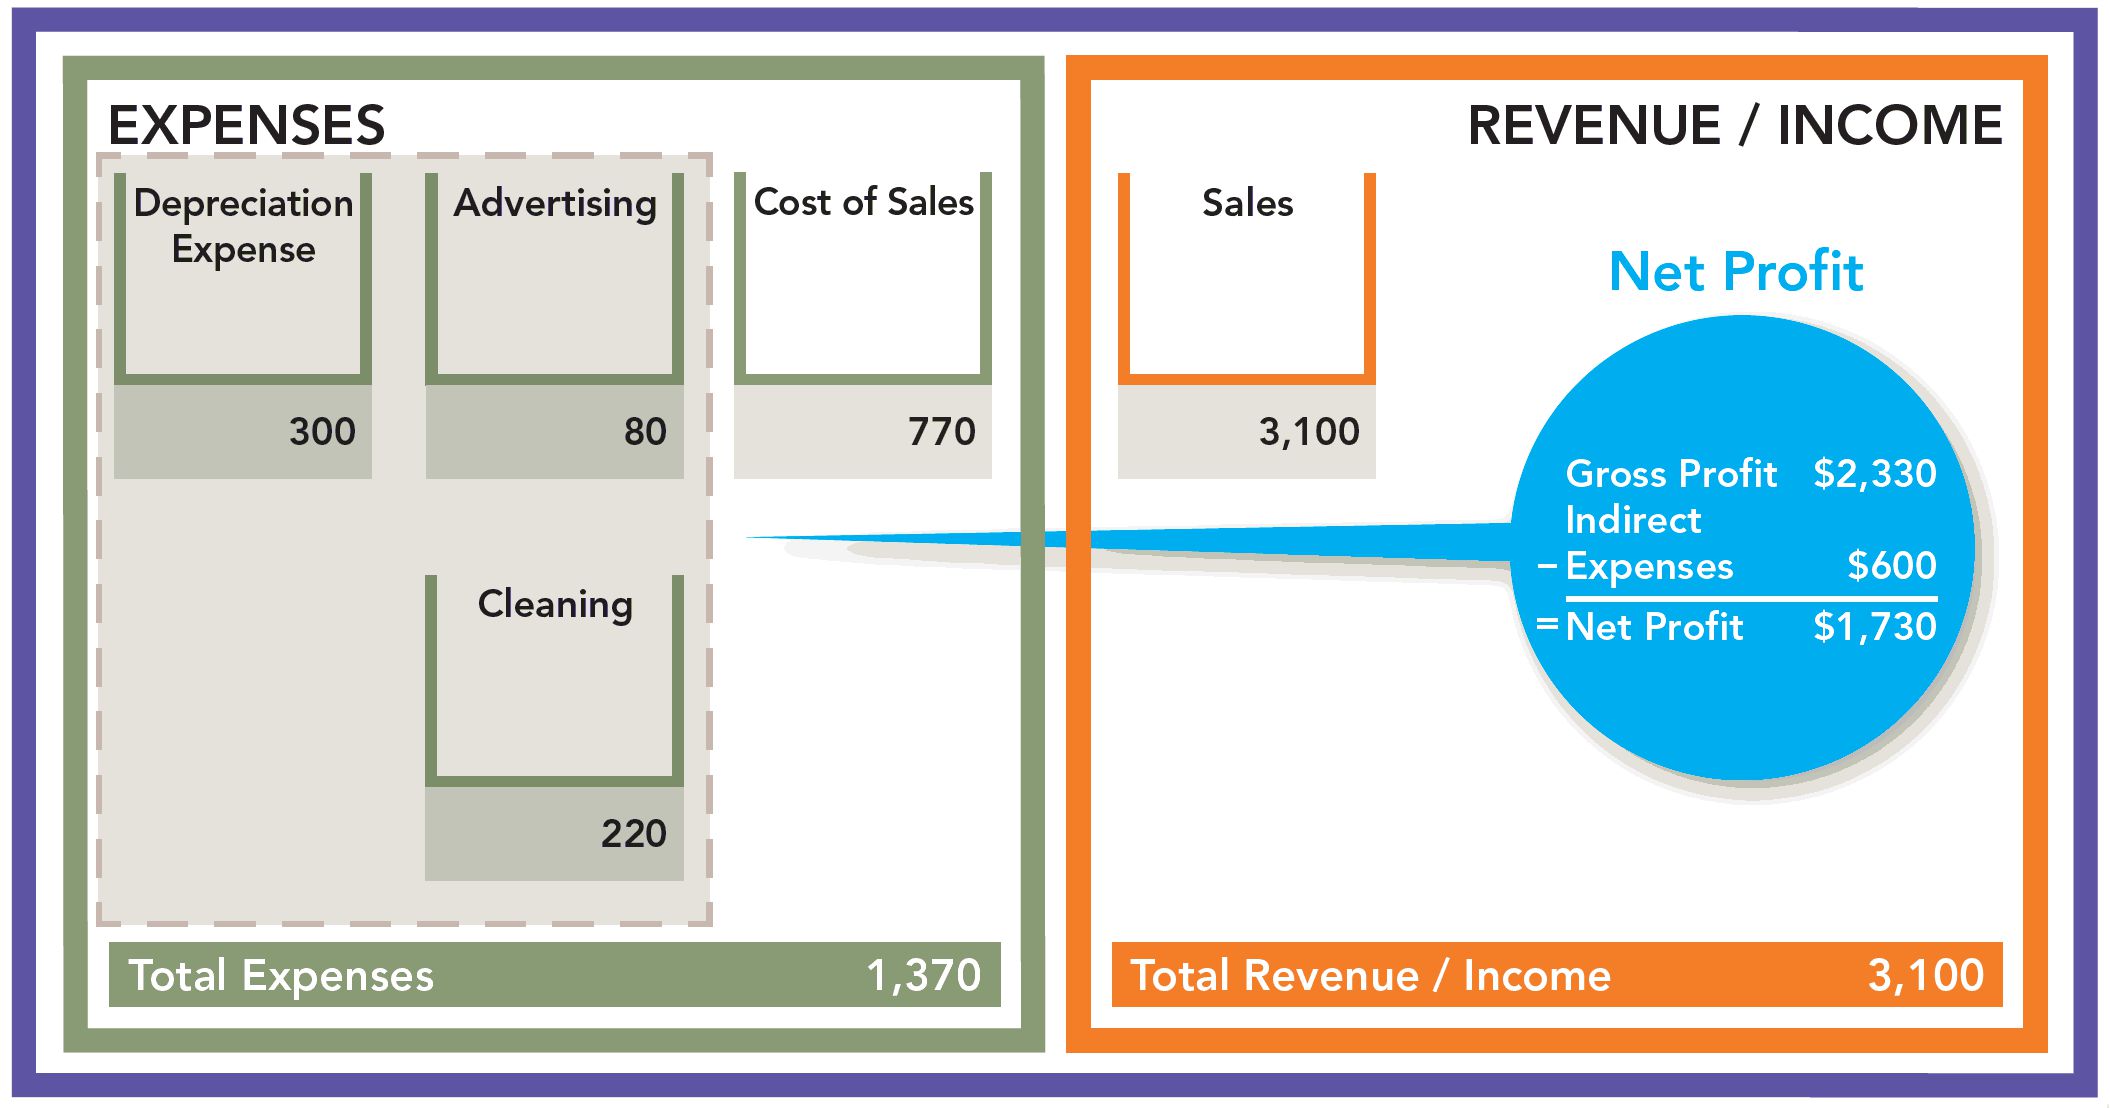 EXPENSES
Depreciation
Expense
300
Advertising
80
Cost of Sales
770
Cleaning
220
Total Expenses 1,370
REVENUE / INCOME
Sales
3,100
Net Profit
Gross Profit $2,330
Indirect
– Expenses $600
= Net Profit $1,730
Total Revenue / Income 3,100